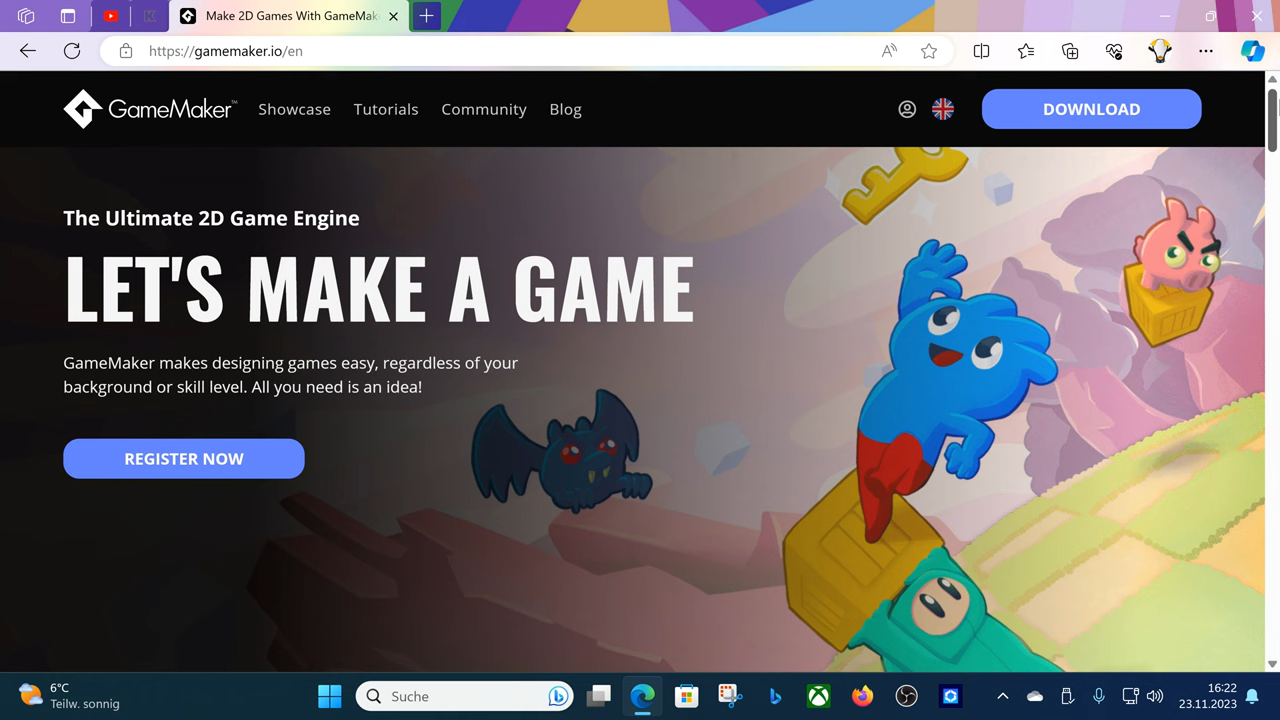 Make 2D Games With GameMak
https://gamemaker.io/en
GameMaker™ Showcase Tutorials Community Blog DOWNLOAD
The Ultimate 2D Game Engine
LET'S MAKE A GAME
GameMaker makes designing games easy, regardless of your
background or skill level. All you need is an idea!
REGISTER NOW
6°C
Teilw. sonnig
Suche
16:22
23.11.2023